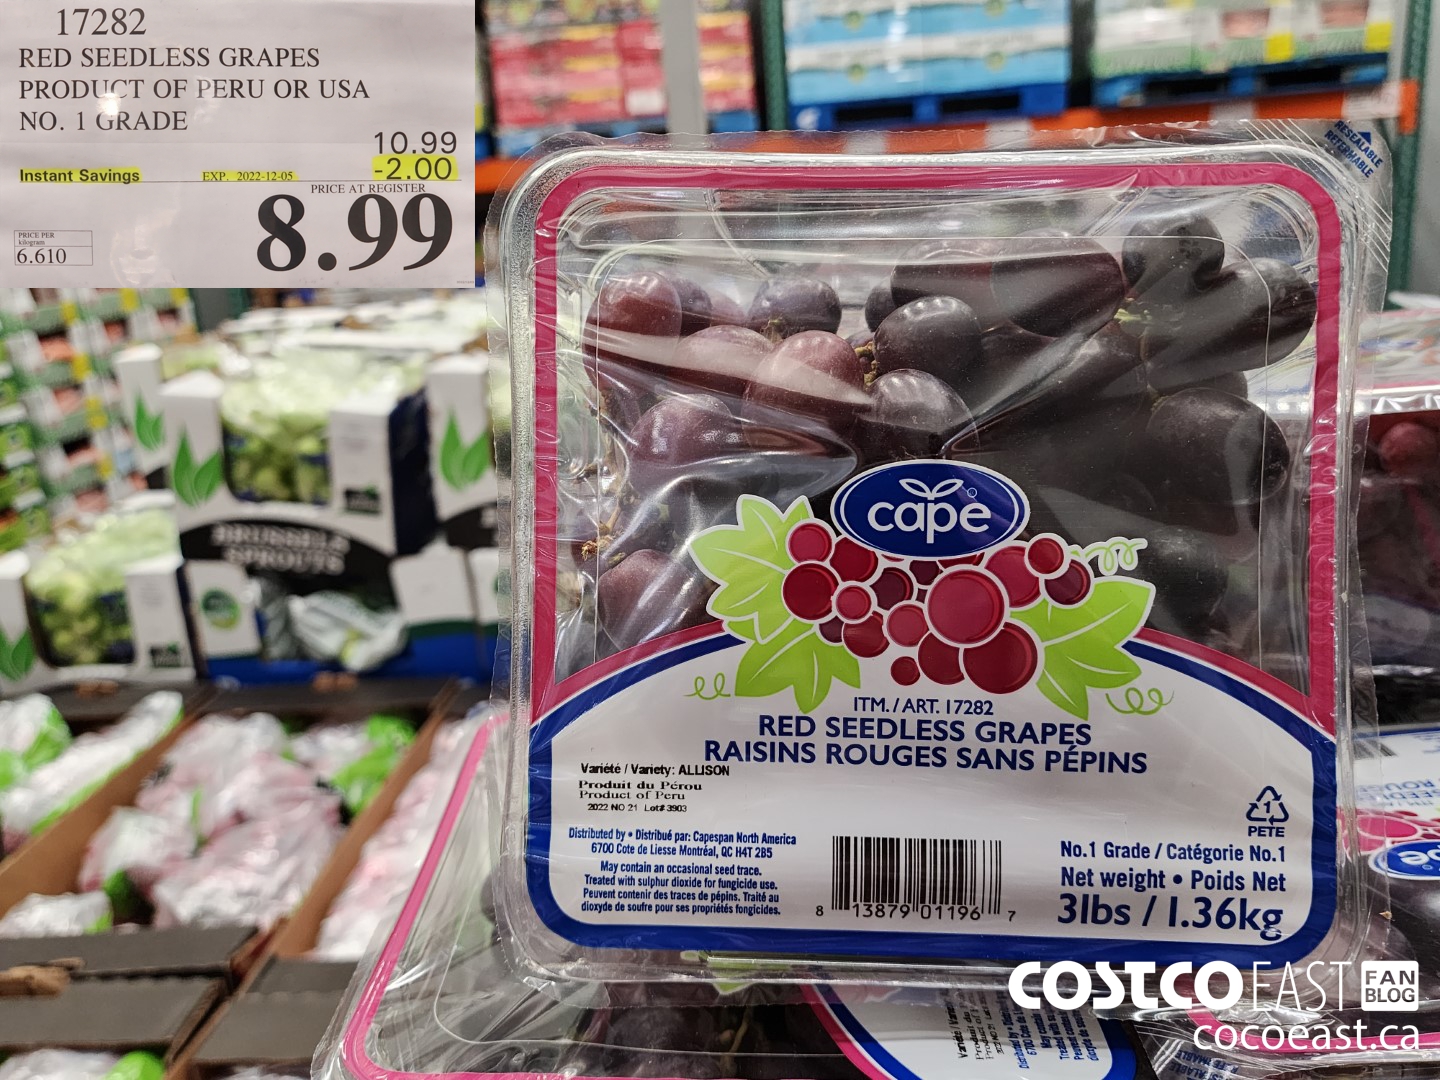 17282
RED SEEDLESS GRAPES
PRODUCT OF PERU OR USA
NO. 1 GRADE
10.99
Instant Savings EXP. 2022-12-05 -2.00
PRICE AT REGISTER
8.99
PRICE PER
kilogram
6.610
RESEALABLE
REFERMABLE
BRUSSELS
SPROUTS
cape
ITM. / ART. 17282
RED SEEDLESS GRAPES
RAISINS ROUGES SANS PÉPINS
Variété / Variety: ALLISON
Produit du Pérou
Product of Peru
2022 NO 21 Lot# 3903
Distributed by • Distribué par: Capespan North America
6700 Cote de Liesse Montréal, QC H4T 2B5
May contain an occasional seed trace.
Treated with sulphur dioxide for fungicide use.
Peuvent contenir des traces de pépins. Traité au
dioxyde de soufre pour ses propriétés fongicides.
8 13879 01196 7
1
PETE
No.1 Grade / Catégorie No.1
Net weight • Poids Net
3lbs / 1.36kg
COSTCO EAST FAN BLOG
cocoeast.ca